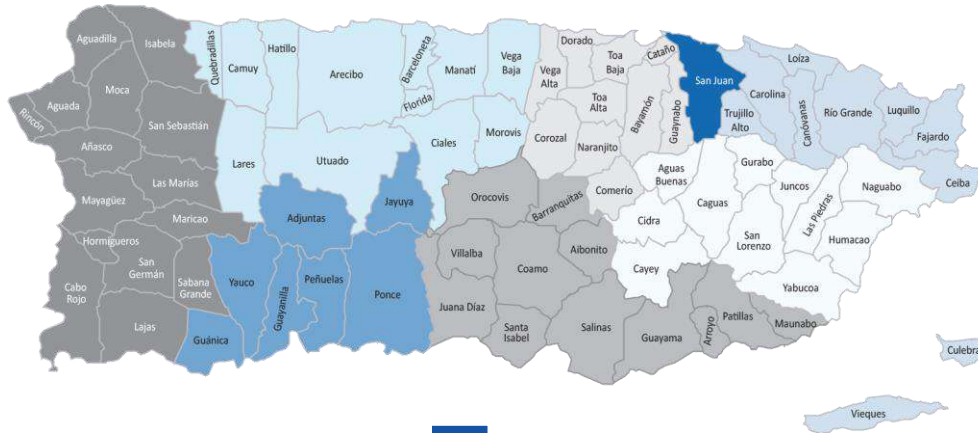 Aguadilla
Isabela
Quebradillas
Camuy
Hatillo
Arecibo
Barceloneta
Florida
Manatí
Vega
Baja
Vega
Alta
Dorado
Toa
Baja
Toa
Alta
Cataño
Bayamón
Guaynabo
San Juan
Trujillo
Alto
Carolina
Loíza
Canóvanas
Río Grande
Luquillo
Fajardo
Ceiba
Rincón
Aguada
Moca
San Sebastián
Añasco
Lares
Utuado
Ciales
Morovis
Corozal
Naranjito
Comerío
Aguas
Buenas
Caguas
Gurabo
Juncos
Las Piedras
Naguabo
Humacao
Mayagüez
Las Marías
Maricao
Adjuntas
Jayuya
Orocovis
Barranquitas
Cidra
Cayey
San
Lorenzo
Yabucoa
Hormigueros
San
Germán
Sabana
Grande
Cabo
Rojo
Lajas
Yauco
Guánica
Guayanilla
Peñuelas
Ponce
Villalba
Juana Díaz
Coamo
Aibonito
Santa
Isabel
Salinas
Guayama
Arroyo
Patillas
Maunabo
Culebra
Vieques